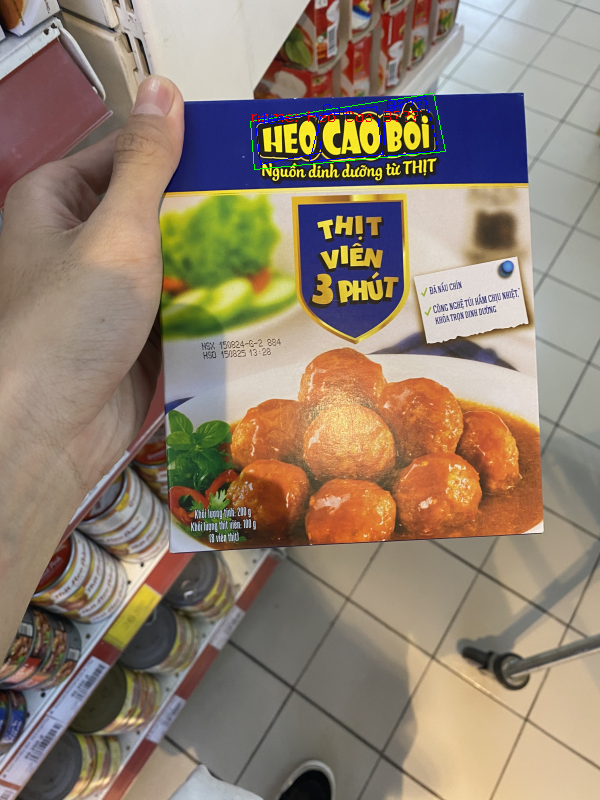 HEO CAO BỒI
Nguồn dinh dưỡng từ THỊT
THỊT
VIÊN
3 PHÚT
ĐÃ NẤU CHÍN
CÔNG NGHỆ TÚI HẦM CHỊU NHIỆT,
KHÓA TRỌN DINH DƯỠNG
NSX 150824-G-2 884
HSD 150825 13:28
Khối lượng tịnh: 200 g
Khối lượng thịt viên: 100 g
(8 viên thịt)